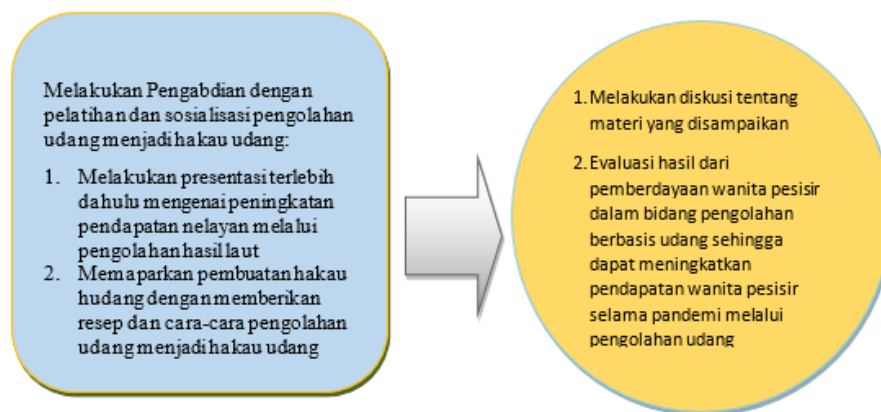 Melakukan Pengabdian dengan
pelatihan dan sosialisasi pengolahan
udang menjadi hakau udang:
1. Melakukan presentasi terlebih
dahulu mengenai peningkatan
pendapatan nelayan melalui
pengolahan hasil laut
2. Memaparkan pembuatan hakau
hudang dengan memberikan
resep dan cara-cara pengolahan
udang menjadi hakau udang
1. Melakukan diskusi tentang
materi yang disampaikan
2. Evaluasi hasil dari
pemberdayaan wanita pesisir
dalam bidang pengolahan
berbasis udang sehingga
dapat meningkatkan
pendapatan wanita pesisir
selama pandemi melalui
pengolahan udang